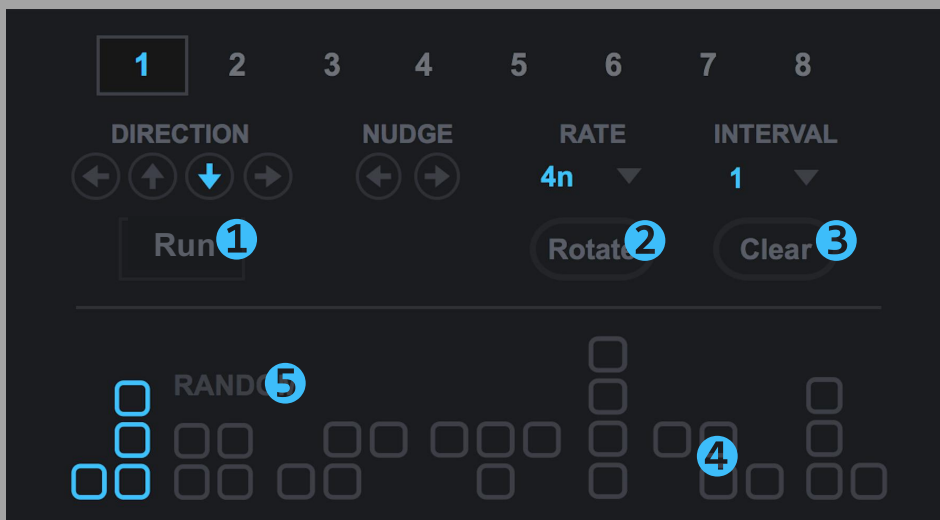 1 2 3 4 5 6 7 8
DIRECTION NUDGE RATE INTERVAL
4n 1
Run 1 Rotate 2 Clear 3
RANDO 5
4